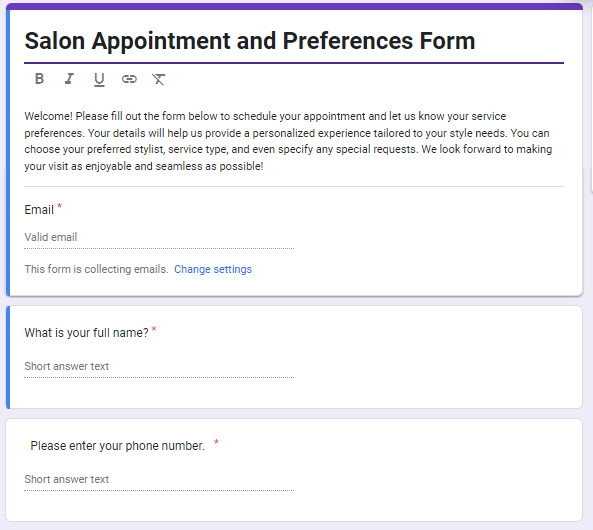 Salon Appointment and Preferences Form
B I U
Welcome! Please fill out the form below to schedule your appointment and let us know your service
preferences. Your details will help us provide a personalized experience tailored to your style needs. You can
choose your preferred stylist, service type, and even specify any special requests. We look forward to making
your visit as enjoyable and seamless as possible!
Email *
Valid email
This form is collecting emails. Change settings
What is your full name? *
Short answer text
Please enter your phone number. *
Short answer text